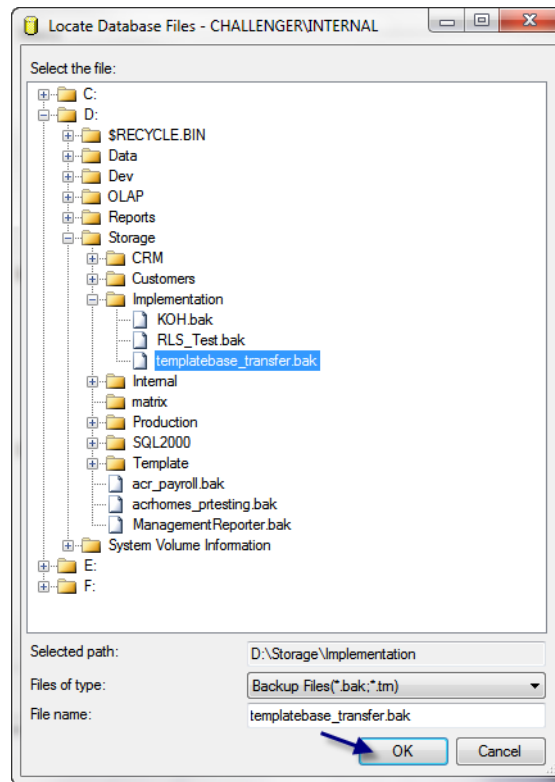 Locate Database Files - CHALLENGER\INTERNAL
Select the file:
C:
D:
$RECYCLE.BIN
Data
Dev
OLAP
Reports
Storage
CRM
Customers
Implementation
KOH.bak
RLS_Test.bak
templatebase_transfer.bak
Internal
matrix
Production
SQL2000
Template
acr_payroll.bak
acrhomes_prtesting.bak
ManagementReporter.bak
System Volume Information
E:
F:
Selected path: D:\Storage\Implementation
Files of type: Backup Files(*.bak;*.trn)
File name: templatebase_transfer.bak
OK Cancel